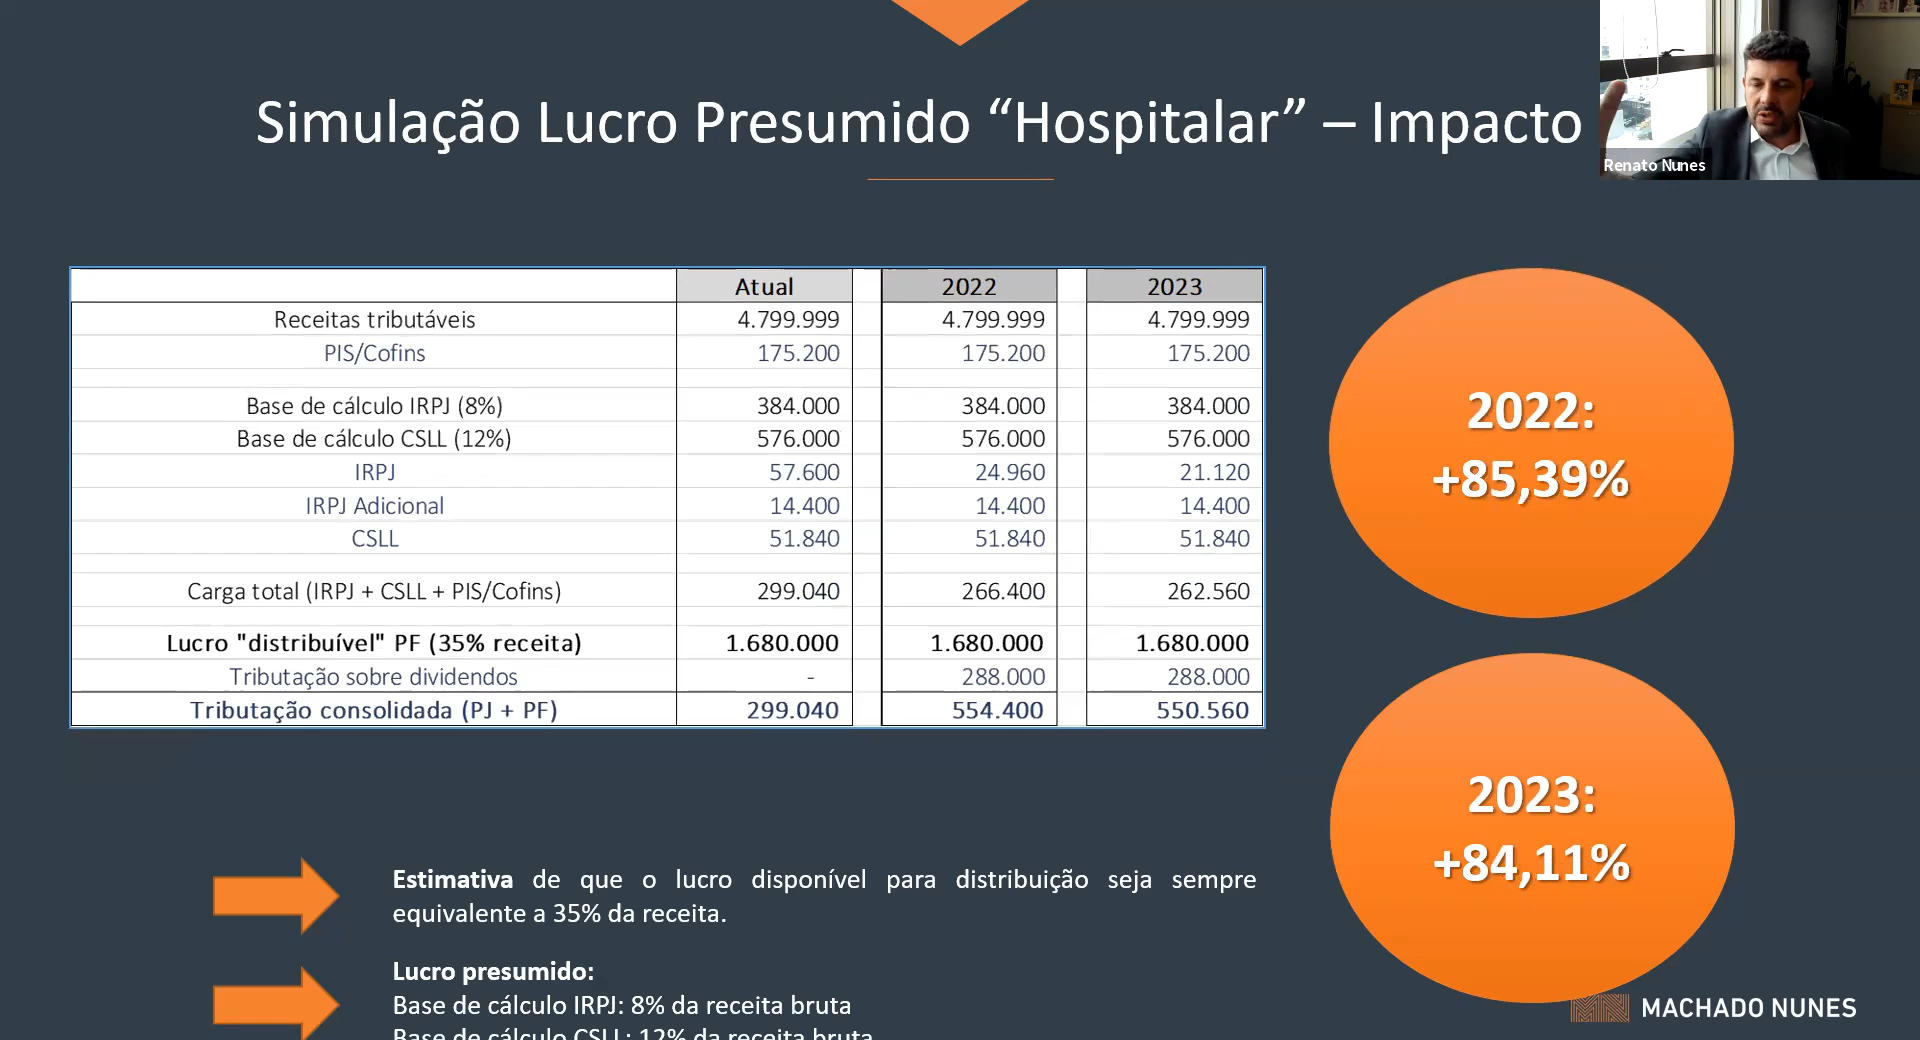 Simulação Lucro Presumido “Hospitalar” – Impacto
Renato Nunes
Atual 2022 2023
Receitas tributáveis 4.799.999 4.799.999 4.799.999
PIS/Cofins 175.200 175.200 175.200
Base de cálculo IRPJ (8%) 384.000 384.000 384.000
Base de cálculo CSLL (12%) 576.000 576.000 576.000
IRPJ 57.600 24.960 21.120
IRPJ Adicional 14.400 14.400 14.400
CSLL 51.840 51.840 51.840
Carga total (IRPJ + CSLL + PIS/Cofins) 299.040 266.400 262.560
Lucro "distribuível" PF (35% receita) 1.680.000 1.680.000 1.680.000
Tributação sobre dividendos - 288.000 288.000
Tributação consolidada (PJ + PF) 299.040 554.400 550.560
2022:
+85,39%
2023:
+84,11%
Estimativa de que o lucro disponível para distribuição seja sempre
equivalente a 35% da receita.
Lucro presumido:
Base de cálculo IRPJ: 8% da receita bruta
Base de cálculo CSLL: 12% da receita bruta
MACHADO NUNES